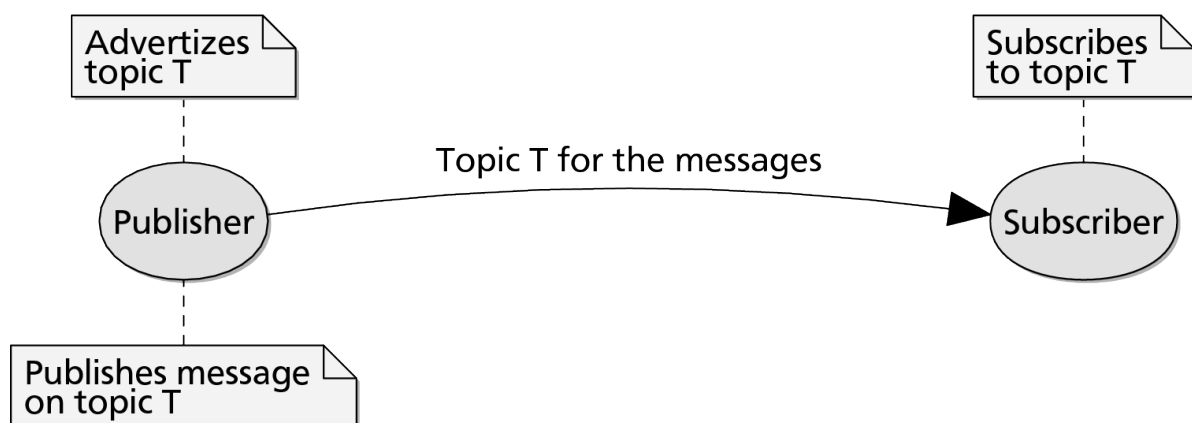 Advertizes
topic T
Subscribes
to topic T
Topic T for the messages
Publisher
Subscriber
Publishes message
on topic T